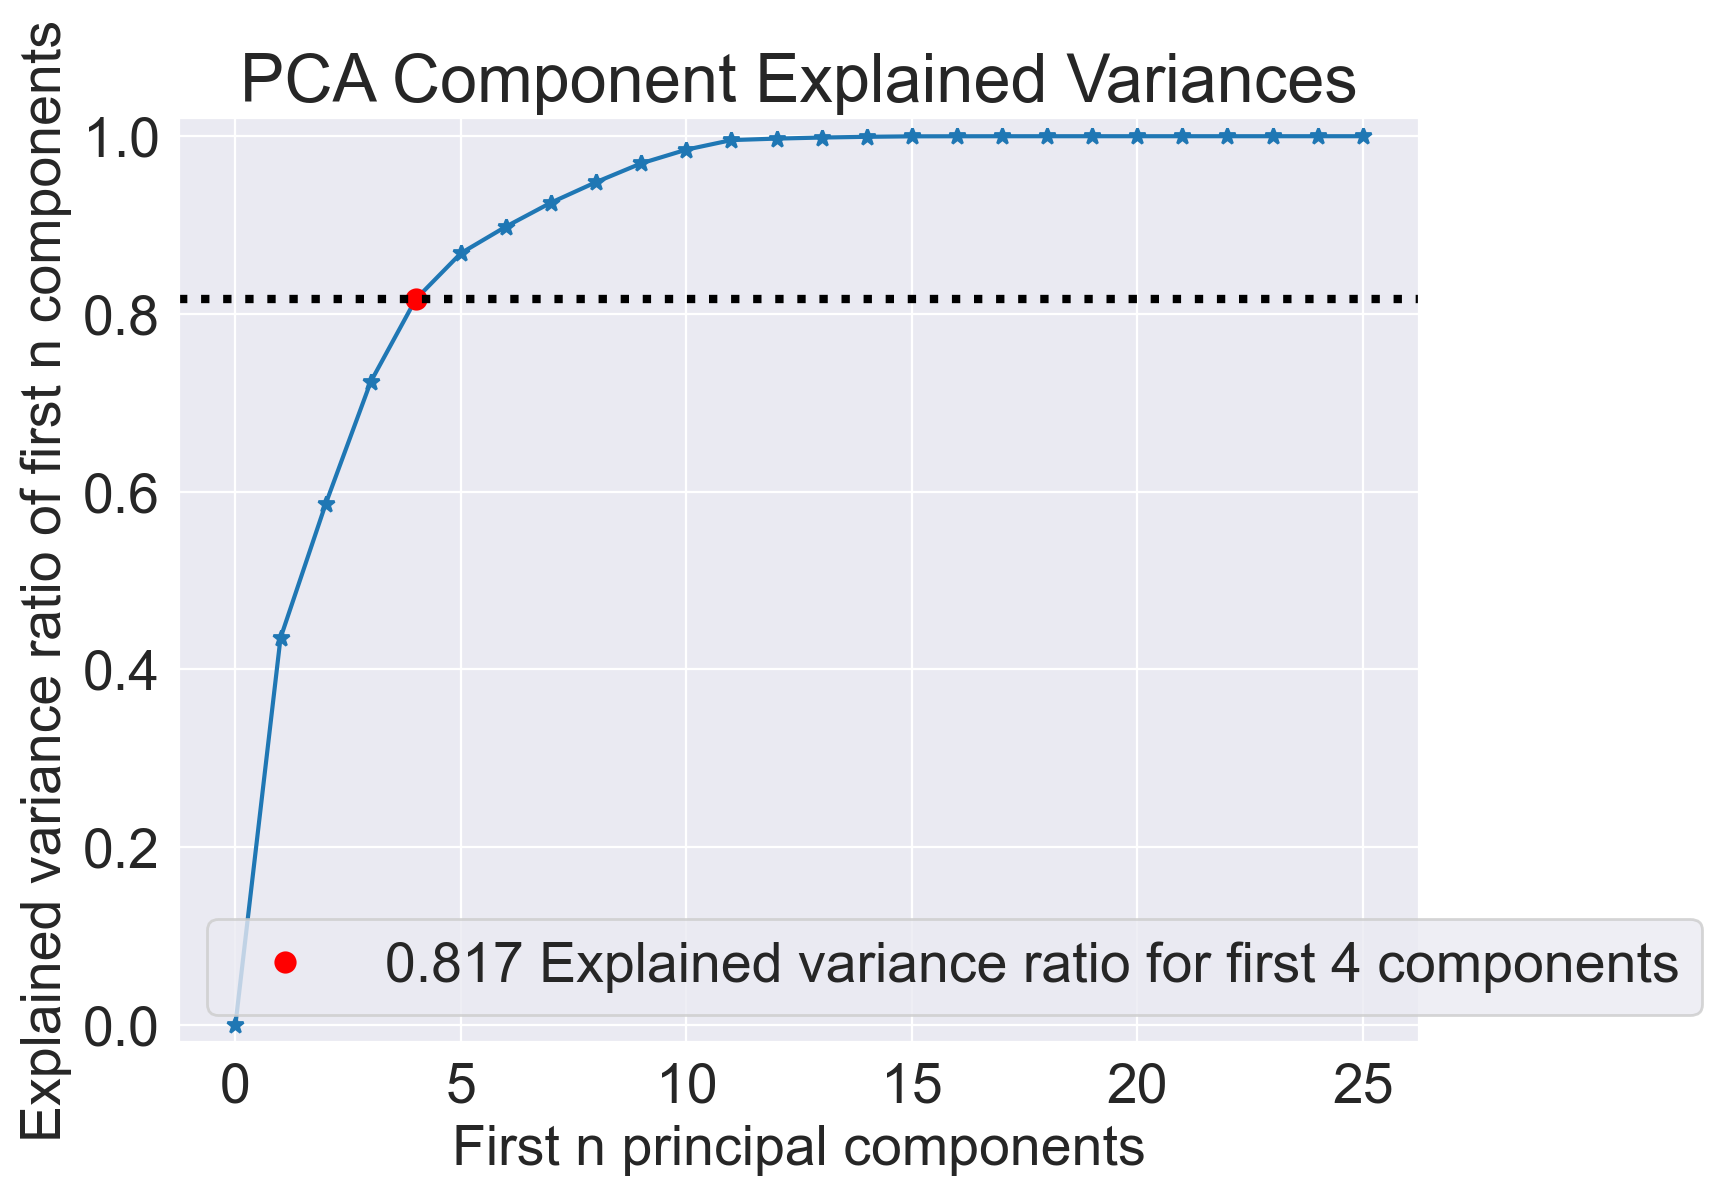 PCA Component Explained Variances
Explained variance ratio of first n components
1.0
0.8
0.6
0.4
0.2
0.0
0.817 Explained variance ratio for first 4 components
0 5 10 15 20 25
First n principal components